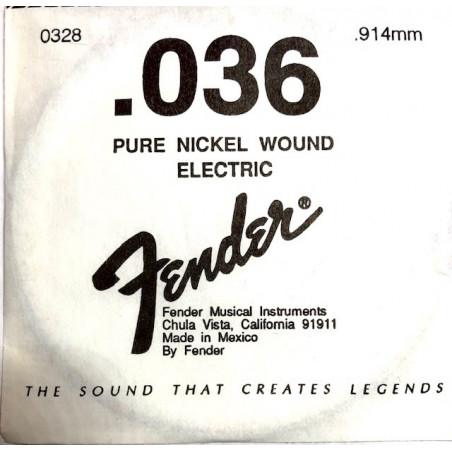 0328 .914mm
.036
PURE NICKEL WOUND
ELECTRIC
Fender®
Fender Musical Instruments
Chula Vista, California 91911
Made in Mexico
By Fender
THE SOUND THAT CREATES LEGENDS